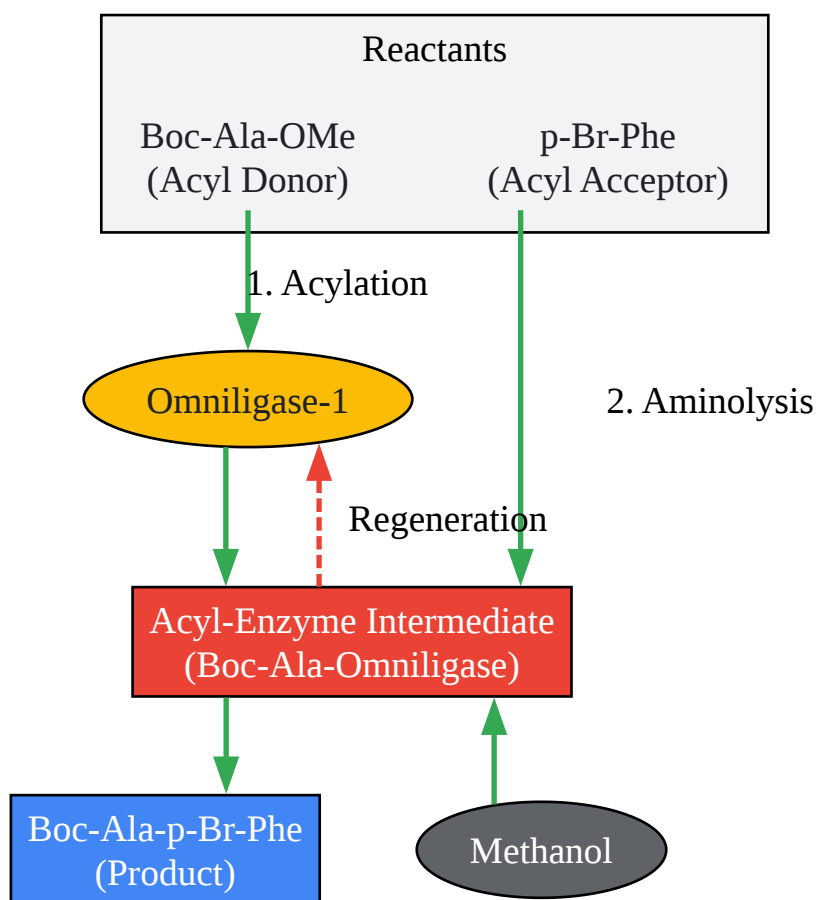 Reactants
Boc-Ala-OMe
(Acyl Donor)
p-Br-Phe
(Acyl Acceptor)
1. Acylation
Omniligase-1
2. Aminolysis
Regeneration
Acyl-Enzyme Intermediate
(Boc-Ala-Omniligase)
Boc-Ala-p-Br-Phe
(Product)
Methanol